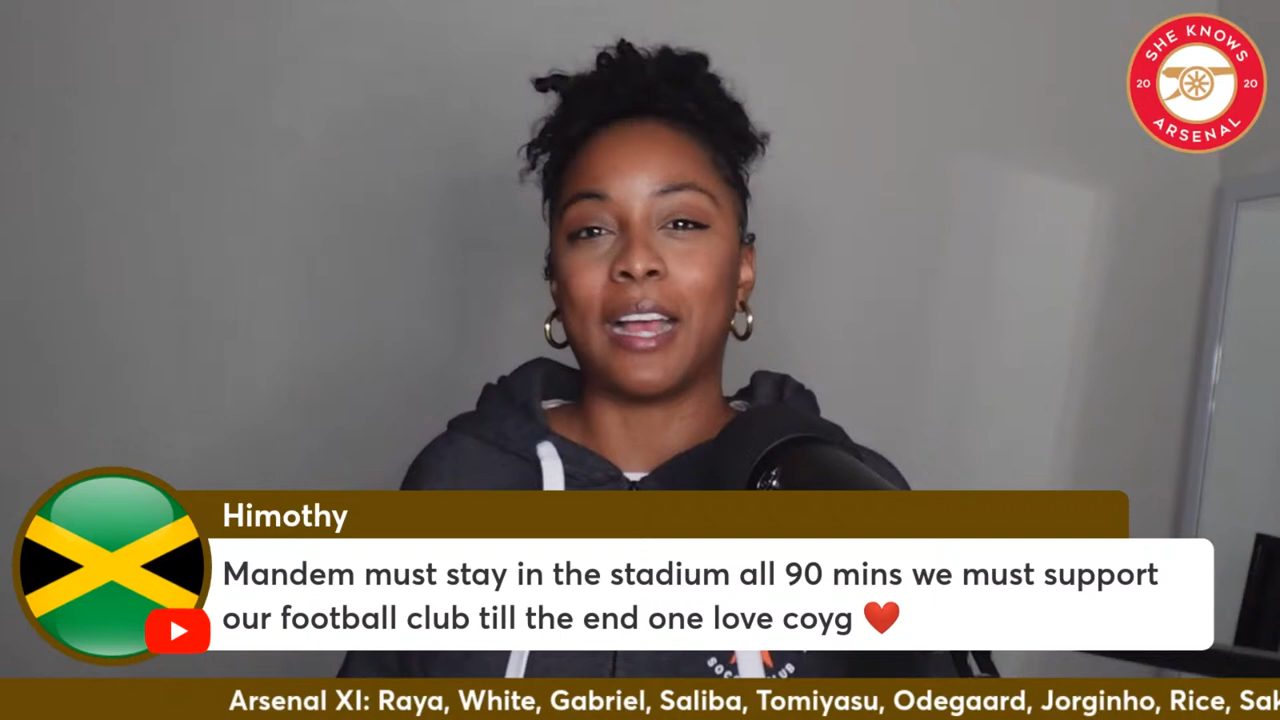 SHE KNOWS
20 20
ARSENAL
Himothy
Mandem must stay in the stadium all 90 mins we must support
our football club till the end one love coyg ❤️
Arsenal XI: Raya, White, Gabriel, Saliba, Tomiyasu, Odegaard, Jorginho, Rice, Sak